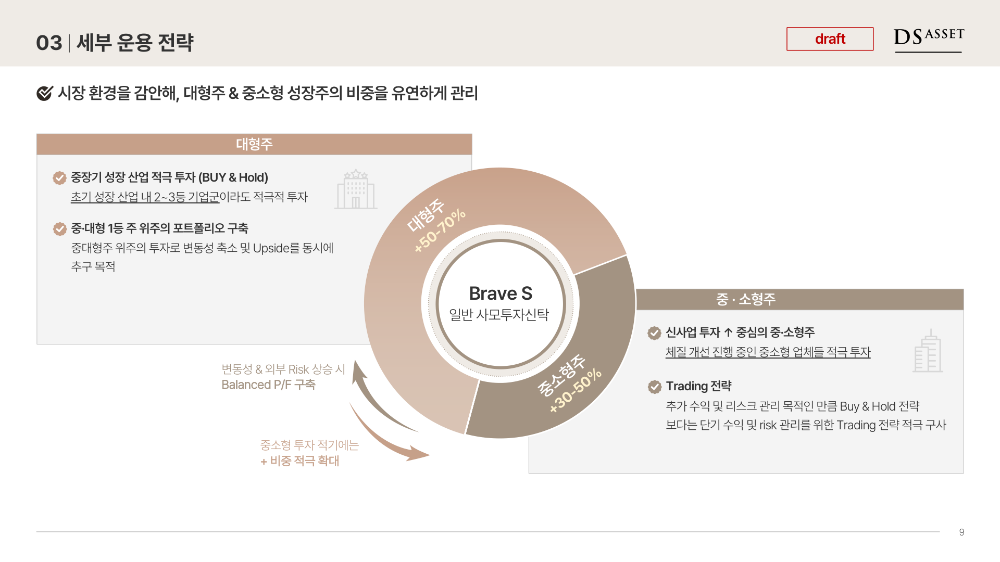 03 | 세부 운용 전략
draft
DS ASSET
시장 환경을 감안해, 대형주 & 중소형 성장주의 비중을 유연하게 관리
대형주
중장기 성장 산업 적극 투자 (BUY & Hold)
초기 성장 산업 내 2~3등 기업군이라도 적극적 투자
중·대형 1등 주 위주의 포트폴리오 구축
중대형주 위주의 투자로 변동성 축소 및 Upside를 동시에
추구 목적
대형주
+50-70%
Brave S
일반 사모투자신탁
중소형주
+30-50%
중 · 소형주
신사업 투자 ↑ 중심의 중·소형주
체질 개선 진행 중인 중소형 업체들 적극 투자
Trading 전략
추가 수익 및 리스크 관리 목적인 만큼 Buy & Hold 전략
보다는 단기 수익 및 risk 관리를 위한 Trading 전략 적극 구사
변동성 & 외부 Risk 상승 시
Balanced P/F 구축
중소형 투자 적기에는
+ 비중 적극 확대
9